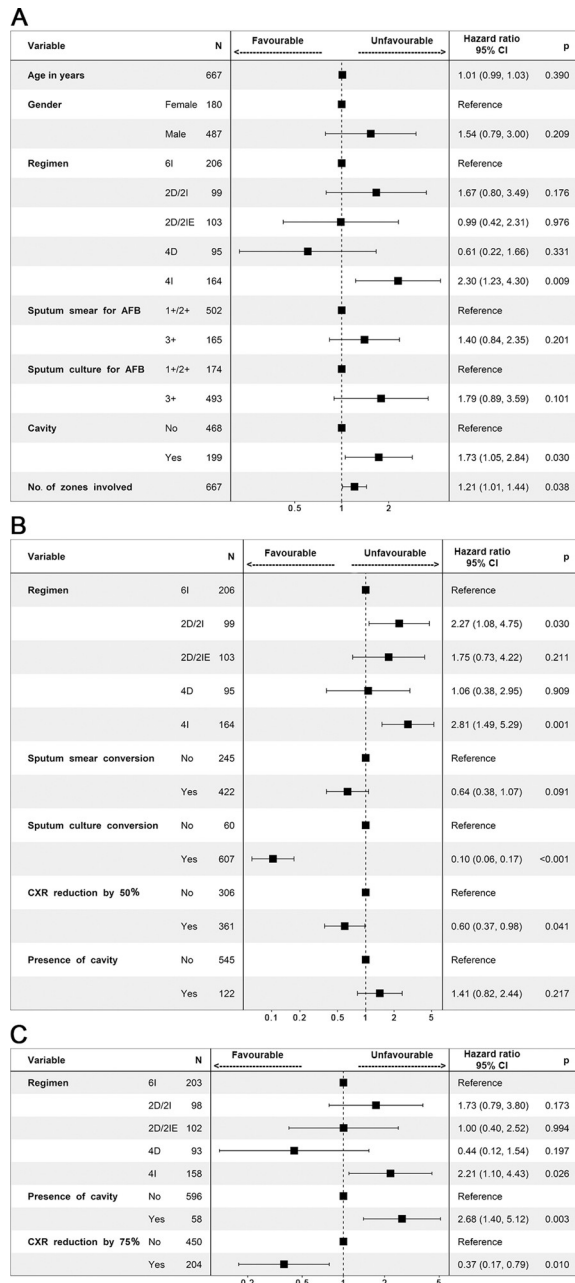 A
Variable N Favourable Unfavourable Hazard ratio 95% CI p
Age in years 667 1.01 (0.99, 1.03) 0.390
Gender Female 180 Reference
Male 487 1.54 (0.79, 3.00) 0.209
Regimen 6I 206 Reference
2D/2I 99 1.67 (0.80, 3.49) 0.176
2D/2IE 103 0.99 (0.42, 2.31) 0.976
4D 95 0.61 (0.22, 1.66) 0.331
4I 164 2.30 (1.23, 4.30) 0.009
Sputum smear for AFB 1+/2+ 502 Reference
3+ 165 1.40 (0.84, 2.35) 0.201
Sputum culture for AFB 1+/2+ 174 Reference
3+ 493 1.79 (0.89, 3.59) 0.101
Cavity No 468 Reference
Yes 199 1.73 (1.05, 2.84) 0.030
No. of zones involved 667 1.21 (1.01, 1.44) 0.038
0.5 1 2
B
Variable N Favourable Unfavourable Hazard ratio 95% CI p
Regimen 6I 206 Reference
2D/2I 99 2.27 (1.08, 4.75) 0.030
2D/2IE 103 1.75 (0.73, 4.22) 0.211
4D 95 1.06 (0.38, 2.95) 0.909
4I 164 2.81 (1.49, 5.29) 0.001
Sputum smear conversion No 245 Reference
Yes 422 0.64 (0.38, 1.07) 0.091
Sputum culture conversion No 60 Reference
Yes 607 0.10 (0.06, 0.17) <0.001
CXR reduction by 50% No 306 Reference
Yes 361 0.60 (0.37, 0.98) 0.041
Presence of cavity No 545 Reference
Yes 122 1.41 (0.82, 2.44) 0.217
0.1 0.2 0.5 1 2 5
C
Variable N Favourable Unfavourable Hazard ratio 95% CI p
Regimen 6I 203 Reference
2D/2I 98 1.73 (0.79, 3.80) 0.173
2D/2IE 102 1.00 (0.40, 2.52) 0.994
4D 93 0.44 (0.12, 1.54) 0.197
4I 158 2.21 (1.10, 4.43) 0.026
Presence of cavity No 596 Reference
Yes 58 2.68 (1.40, 5.12) 0.003
CXR reduction by 75% No 450 Reference
Yes 204 0.37 (0.17, 0.79) 0.010
0.2 0.5 1 2 5